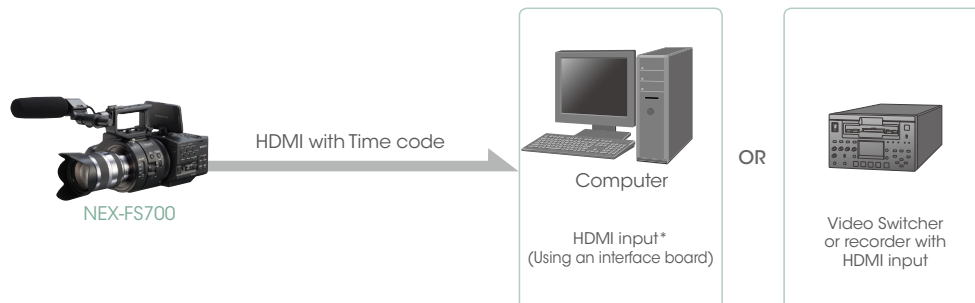 HDMI with Time code
NEX-FS700
Computer
HDMI input*
(Using an interface board)
OR
Video Switcher
or recorder with
HDMI input